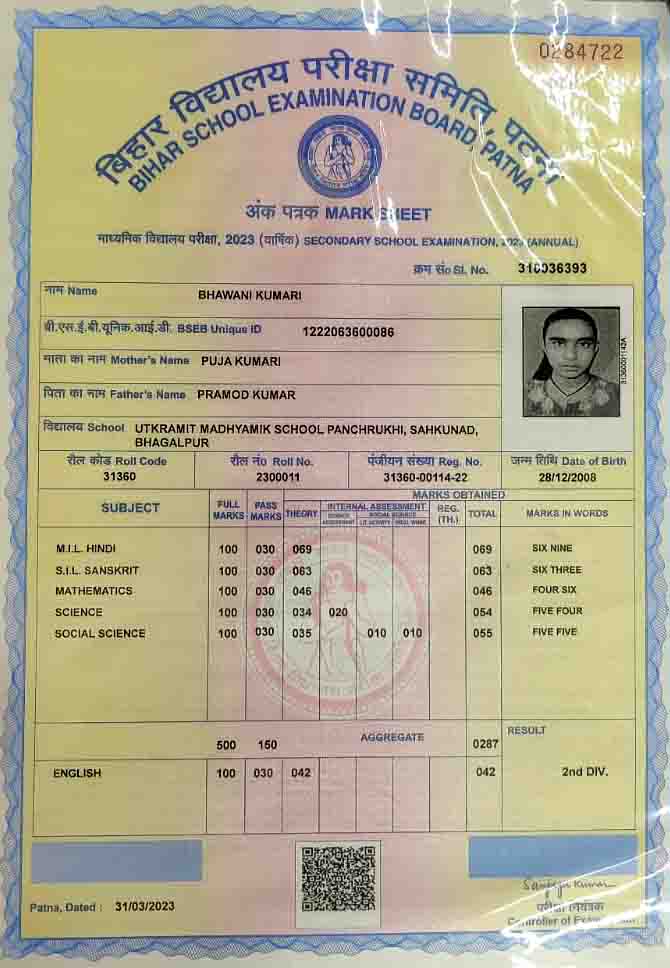 0284722
बिहार विद्यालय परीक्षा समिति, पटना
BIHAR SCHOOL EXAMINATION BOARD, PATNA
अंक पत्रक MARK SHEET
माध्यमिक विद्यालय परीक्षा, 2023 (वार्षिक) SECONDARY SCHOOL EXAMINATION, 2023 (ANNUAL)
क्रम सं० Sl. No. 310036393
नाम Name BHAWANI KUMARI
बी.एस.ई.बी.यूनिक.आई.डी. BSEB Unique ID 1222063600086
माता का नाम Mother's Name PUJA KUMARI
पिता का नाम Father's Name PRAMOD KUMAR
विद्यालय School UTKRAMIT MADHYAMIK SCHOOL PANCHRUKHI, SAHKUNAD,
BHAGALPUR
रौल कोड Roll Code रौल नं० Roll No. पंजीयन संख्या Reg. No. जन्म तिथि Date of Birth
31360 2300011 31360-00114-22 28/12/2008
MARKS OBTAINED
SUBJECT FULL MARKS PASS MARKS THEORY INTERNAL ASSESSMENT REG. (TH.) TOTAL MARKS IN WORDS
M.I.L. HINDI 100 030 069 069 SIX NINE
S.I.L. SANSKRIT 100 030 063 063 SIX THREE
MATHEMATICS 100 030 046 046 FOUR SIX
SCIENCE 100 030 034 020 054 FIVE FOUR
SOCIAL SCIENCE 100 030 035 010 010 055 FIVE FIVE
500 150 AGGREGATE 0287 RESULT
ENGLISH 100 030 042 042 2nd DIV.
Sanjeev Kumar
Patna, Dated : 31/03/2023
परीक्षा नियंत्रक
Controller of